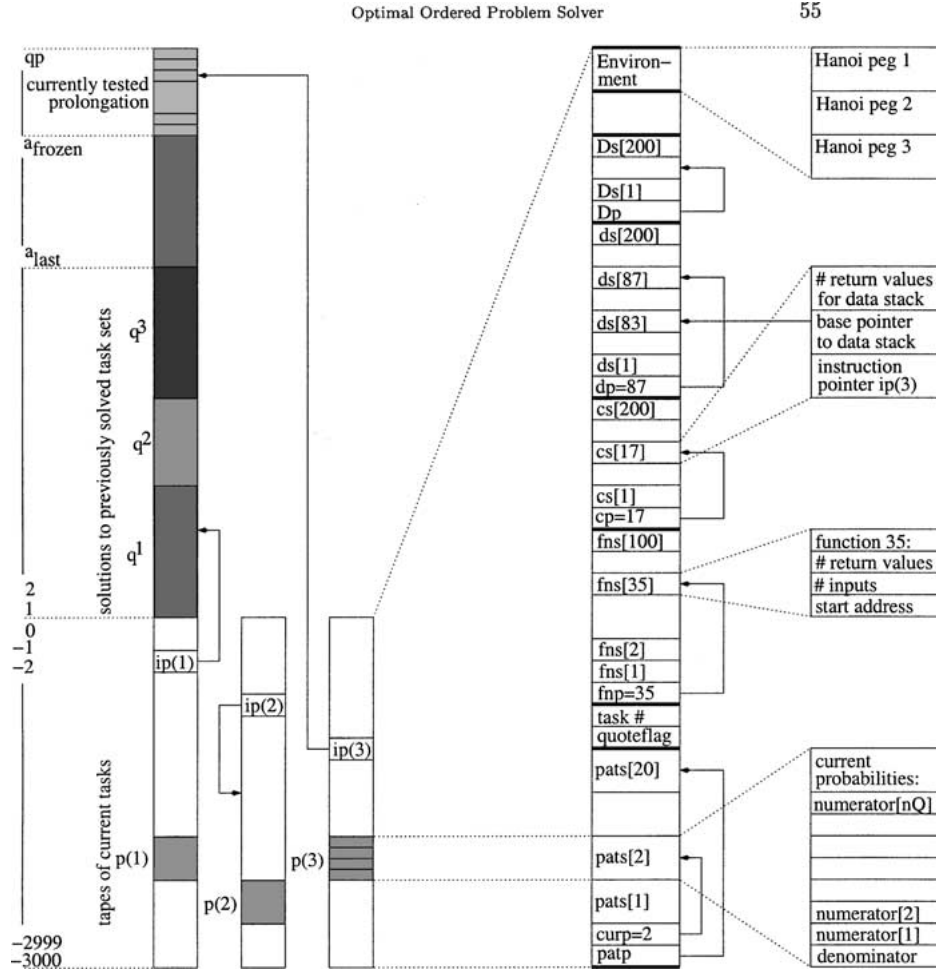 Optimal Ordered Problem Solver
55
qp
currently tested
prolongation
a frozen
a last
q3
q2
q1
solutions to previously solved task sets
2
1
0
-1
-2
ip(1)
ip(2)
ip(3)
tapes of current tasks
p(1)
p(2)
p(3)
-2999
-3000
Environ-
ment
Ds[200]
Ds[1]
Dp
ds[200]
ds[87]
ds[83]
ds[1]
dp=87
cs[200]
cs[17]
cs[1]
cp=17
fns[100]
fns[35]
fns[2]
fns[1]
fnp=35
task #
quoteflag
pats[20]
pats[2]
pats[1]
curp=2
patp
Hanoi peg 1
Hanoi peg 2
Hanoi peg 3
# return values
for data stack
base pointer
to data stack
instruction
pointer ip(3)
function 35:
# return values
# inputs
start address
current
probabilities:
numerator[nQ]
numerator[2]
numerator[1]
denominator